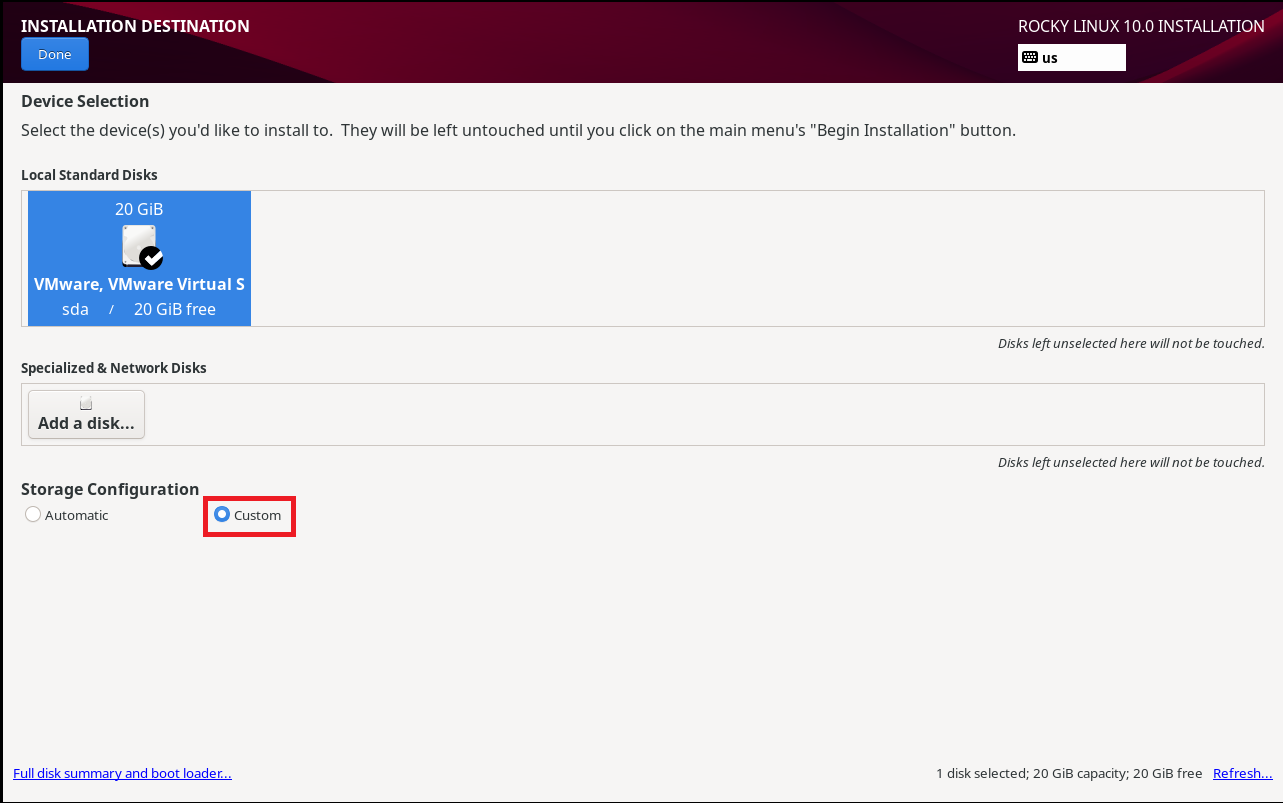 INSTALLATION DESTINATION
ROCKY LINUX 10.0 INSTALLATION
Done
us
Device Selection
Select the device(s) you'd like to install to.  They will be left untouched until you click on the main menu's "Begin Installation" button.
Local Standard Disks
20 GiB
VMware, VMware Virtual S
sda / 20 GiB free
Disks left unselected here will not be touched.
Specialized & Network Disks
Add a disk...
Disks left unselected here will not be touched.
Storage Configuration
Automatic Custom
Full disk summary and boot loader... 1 disk selected; 20 GiB capacity; 20 GiB free Refresh...